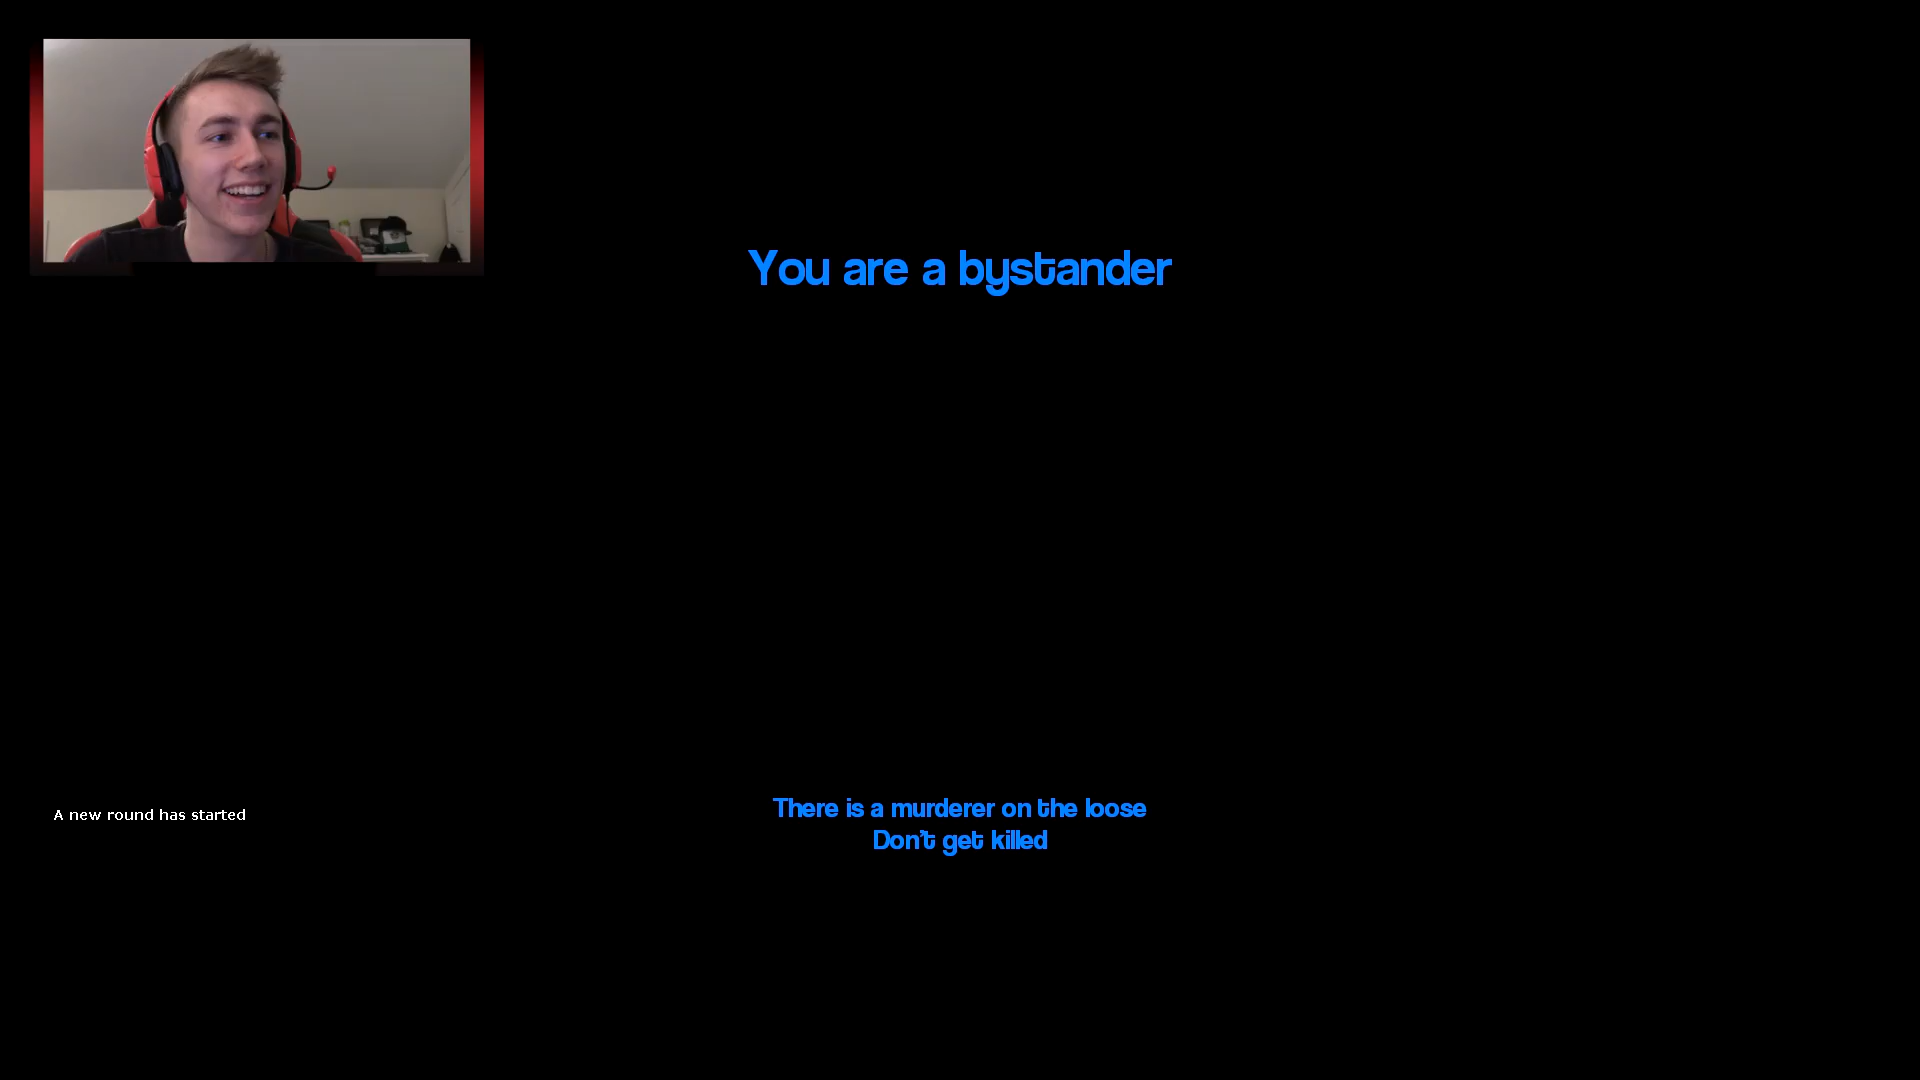 You are a bystander
A new round has started
There is a murderer on the loose
Don't get killed